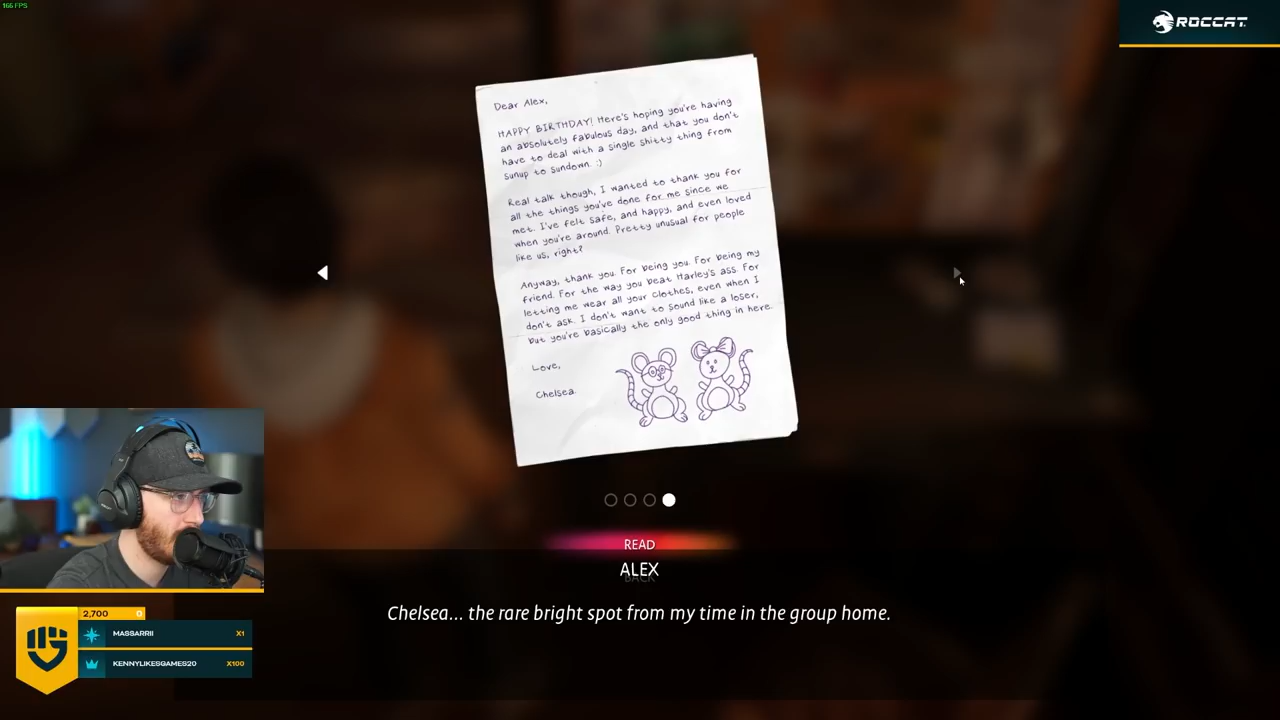 166 FPS
ROCCAT
Dear Alex,
HAPPY BIRTHDAY! Here's hoping you're having
an absolutely fabulous day, and that you don't
have to deal with a single shitty thing from
sunup to sundown. :)
Real talk though, I wanted to thank you for
all the things you've done for me since we
met. I've felt safe, and happy, and even loved
when you're around. Pretty unusual for people
like us, right?
Anyway, thank you. For being you. For being my
friend. For the way you beat Harley's ass. For
letting me wear all your clothes, even when I
don't ask. I don't want to sound like a loser,
but you're basically the only good thing in here.
Love,
Chelsea.
READ
ALEX
BACK
Chelsea... the rare bright spot from my time in the group home.
2,700 0
MASSARRII X1
KENNYLIKESGAMES20 X100